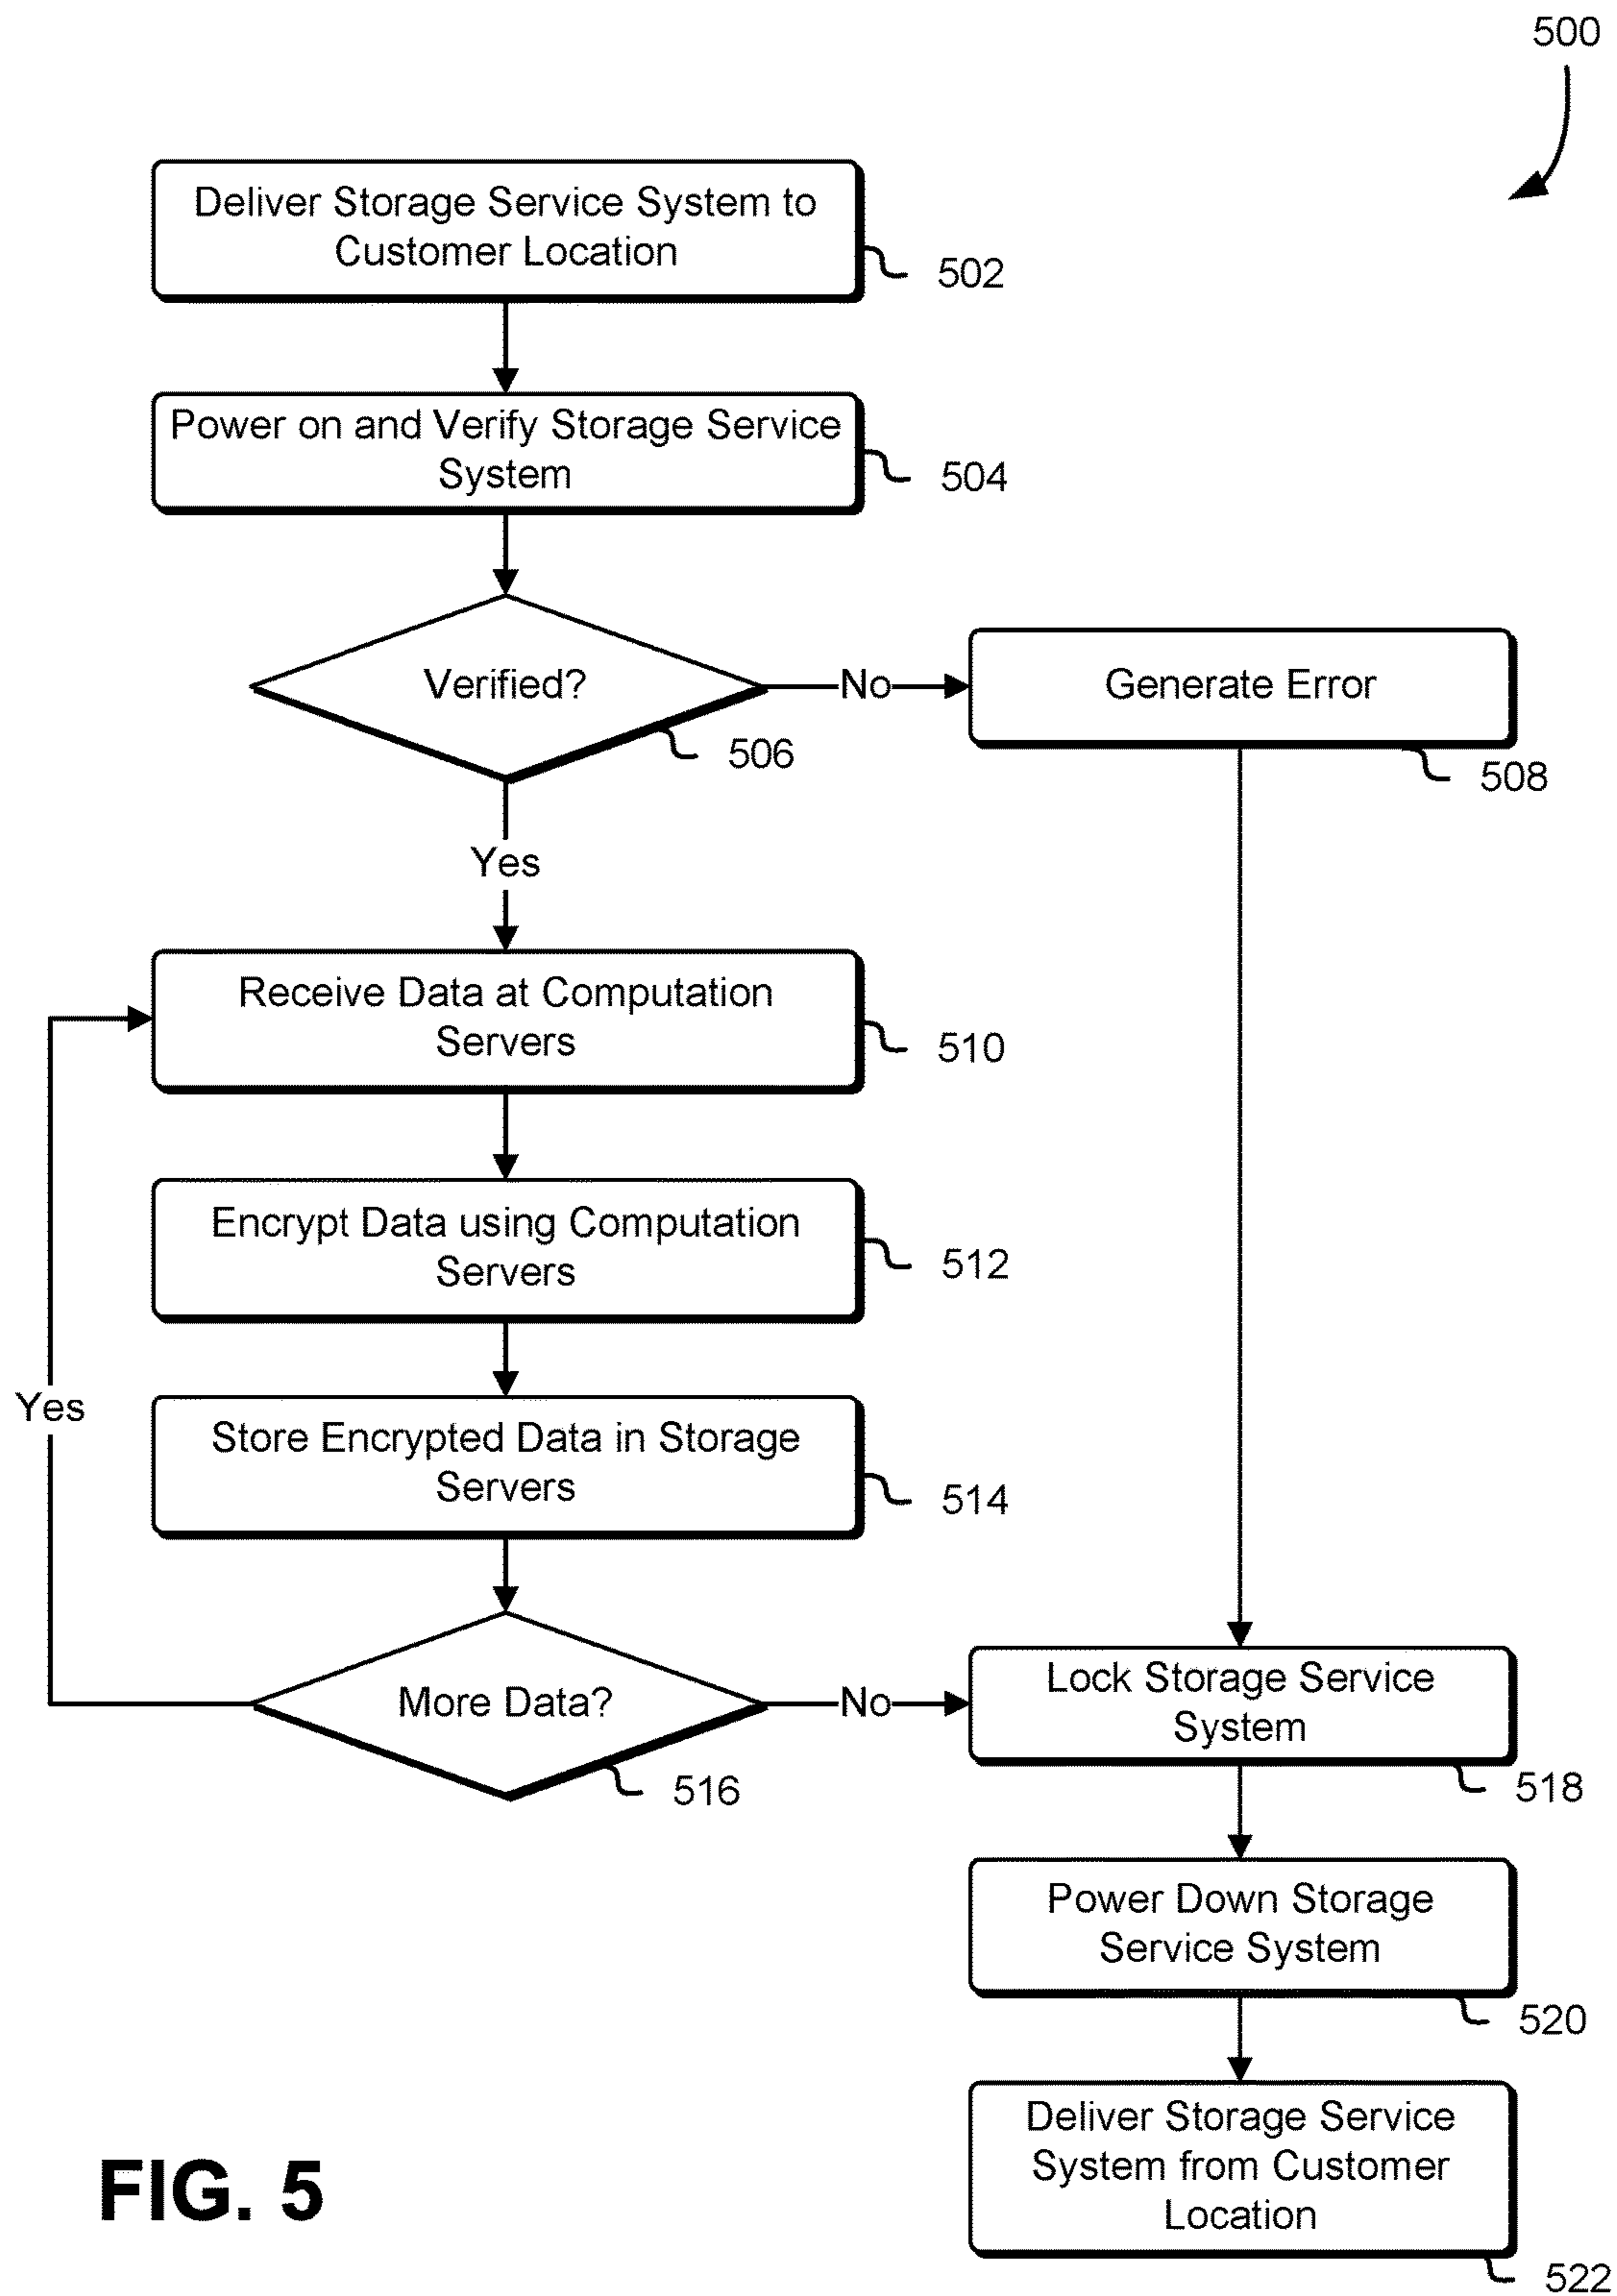 500
Deliver Storage Service System to
Customer Location
502
Power on and Verify Storage Service
System
504
Verified?
No
Generate Error
506
508
Yes
Receive Data at Computation
Servers
510
Encrypt Data using Computation
Servers
512
Yes
Store Encrypted Data in Storage
Servers
514
More Data?
No
Lock Storage Service
System
516
518
Power Down Storage
Service System
520
Deliver Storage Service
System from Customer
Location
522
FIG. 5